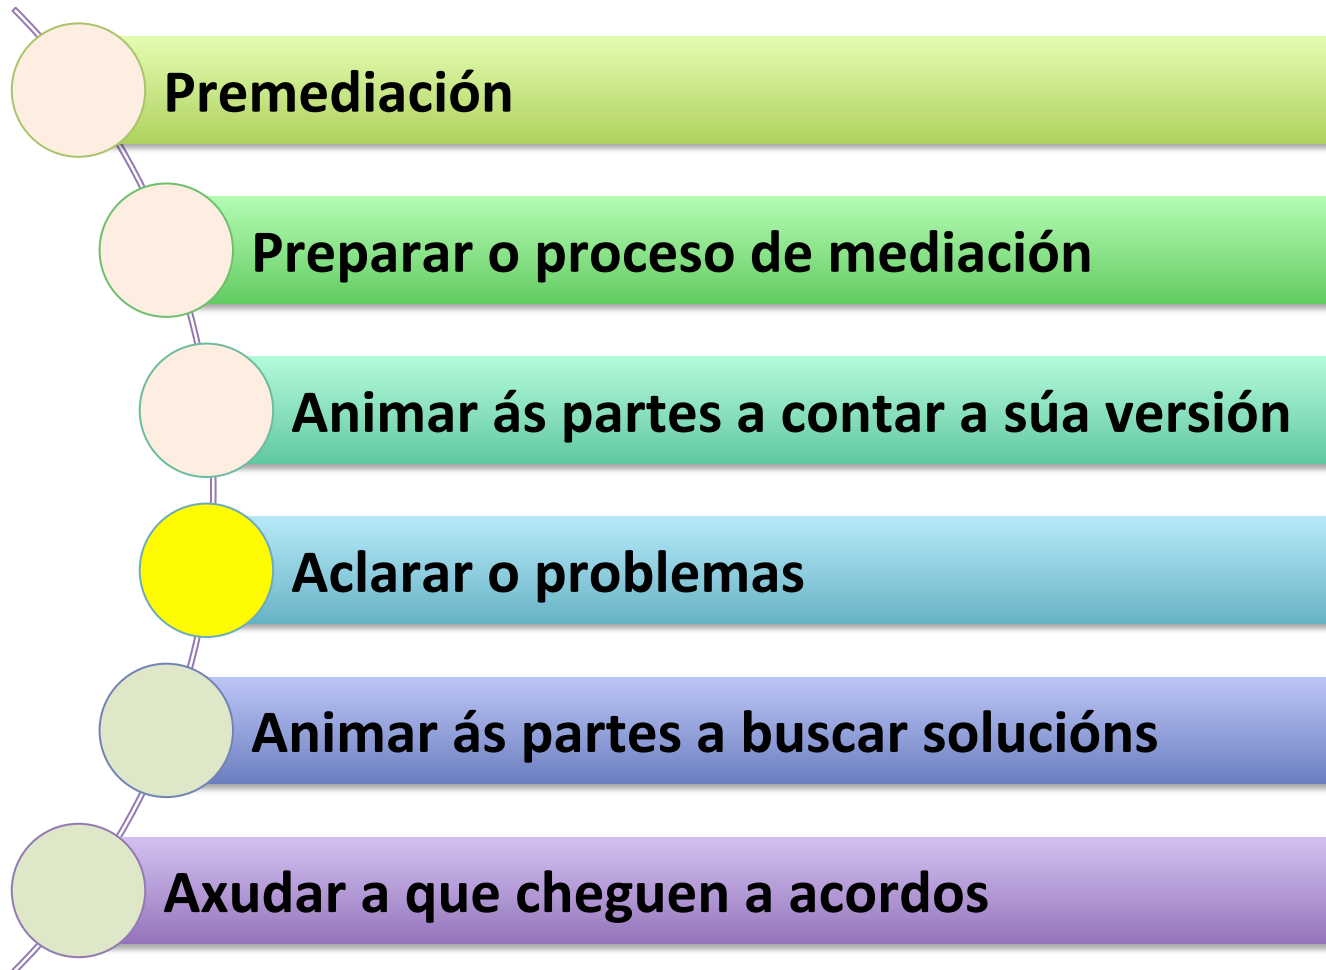 Premediación
Preparar o proceso de mediación
Animar ás partes a contar a súa versión
Aclarar o problemas
Animar ás partes a buscar solucións
Axudar a que cheguen a acordos